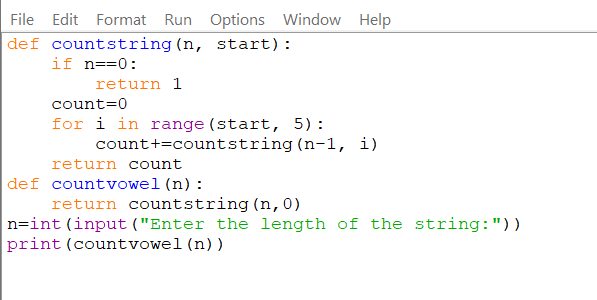 File Edit Format Run Options Window Help
def countstring(n, start):
    if n==0:
        return 1
    count=0
    for i in range(start, 5):
        count+=countstring(n-1, i)
    return count
def countvowel(n):
    return countstring(n,0)
n=int(input("Enter the length of the string:"))
print(countvowel(n))